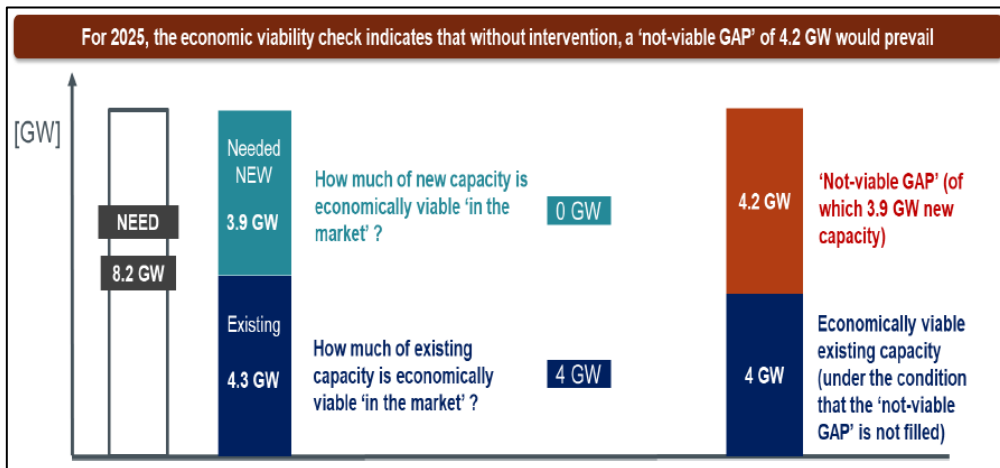 For 2025, the economic viability check indicates that without intervention, a ‘not-viable GAP’ of 4.2 GW would prevail
[GW]
NEED
8.2 GW
Needed
NEW
3.9 GW
Existing
4.3 GW
How much of new capacity is
economically viable ‘in the
market’ ?
0 GW
How much of existing
capacity is economically
viable ‘in the market’ ?
4 GW
4.2 GW
4 GW
‘Not-viable GAP’ (of
which 3.9 GW new
capacity)
Economically viable
existing capacity
(under the condition
that the ‘not-viable
GAP’ is not filled)